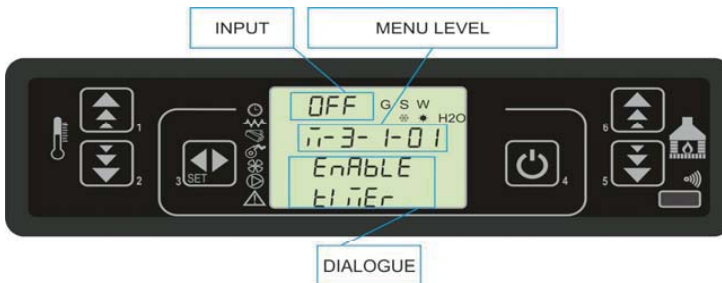 INPUT
MENU LEVEL
OFF G S W
H2O
M-3-1-01
1
6
3 SET
4
EnAbLE
2
5
tIMEr
DIALOGUE